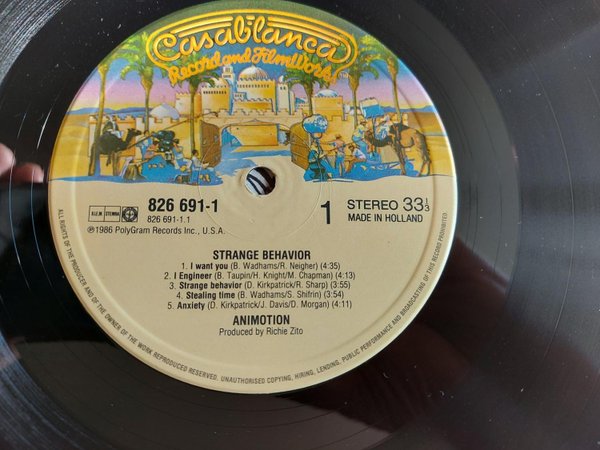 Casablanca
Record and FilmWorks
826 691-1
826 691-1.1
℗1986 PolyGram Records Inc., U.S.A.
STEMRA
1
STEREO 33 1/3
MADE IN HOLLAND
STRANGE BEHAVIOR
1. I want you (B. Wadhams/R. Neigher) (4:35)
2. I Engineer (B. Taupin/H. Knight/M. Chapman) (4:13)
3. Strange behavior (D. Kirkpatrick/R. Sharp) (3:55)
4. Stealing time (B. Wadhams/S. Shifrin) (3:54)
5. Anxiety (D. Kirkpatrick/J. Davis/D. Morgan) (4:11)
ANIMOTION
Produced by Richie Zito
ALL RIGHTS OF THE PRODUCER AND OF THE OWNER OF THE WORK REPRODUCED RESERVED. UNAUTHORISED COPYING, HIRING, LENDING, PUBLIC PERFORMANCE AND BROADCASTING OF THIS RECORD PROHIBITED